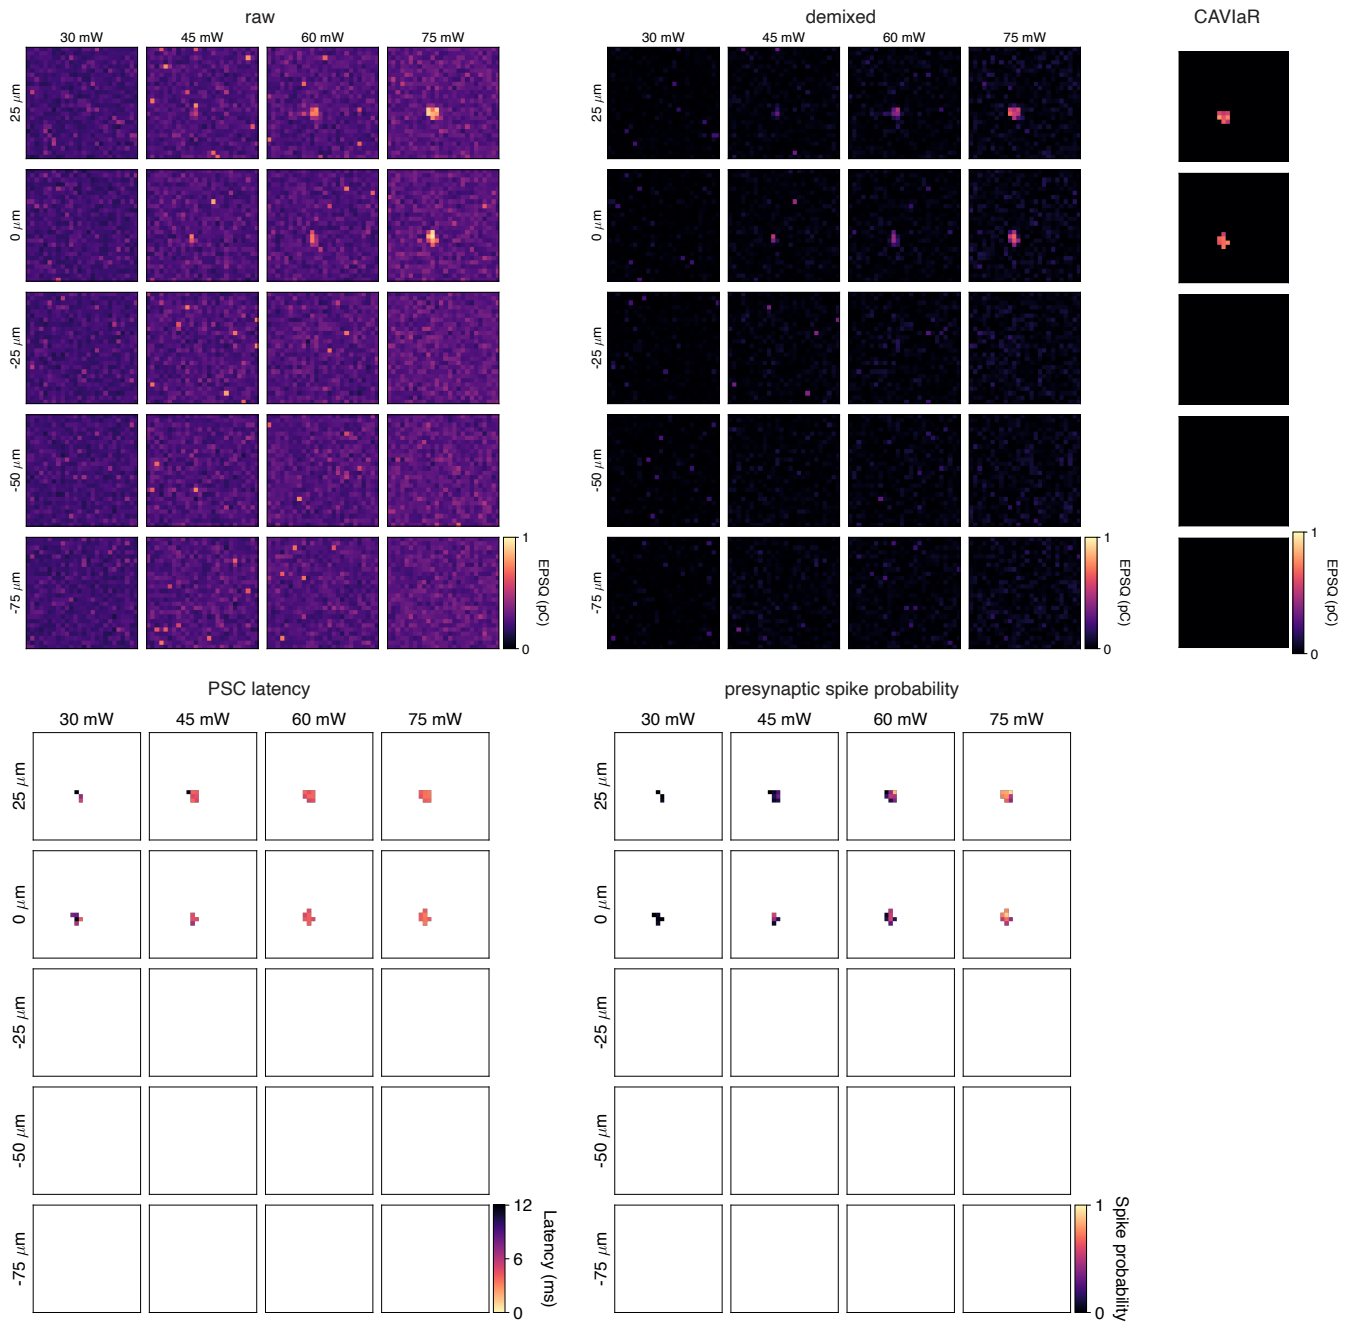 raw
demixed
CAVIaR
30 mW 45 mW 60 mW 75 mW
30 mW 45 mW 60 mW 75 mW
25 μm
0 μm
-25 μm
-50 μm
-75 μm
1
0
EPSQ (pC)
25 μm
0 μm
-25 μm
-50 μm
-75 μm
1
0
EPSQ (pC)
1
0
EPSQ (pC)
PSC latency
presynaptic spike probability
30 mW 45 mW 60 mW 75 mW
30 mW 45 mW 60 mW 75 mW
25 μm
0 μm
-25 μm
-50 μm
-75 μm
12
6
0
Latency (ms)
25 μm
0 μm
-25 μm
-50 μm
-75 μm
1
0
Spike probability